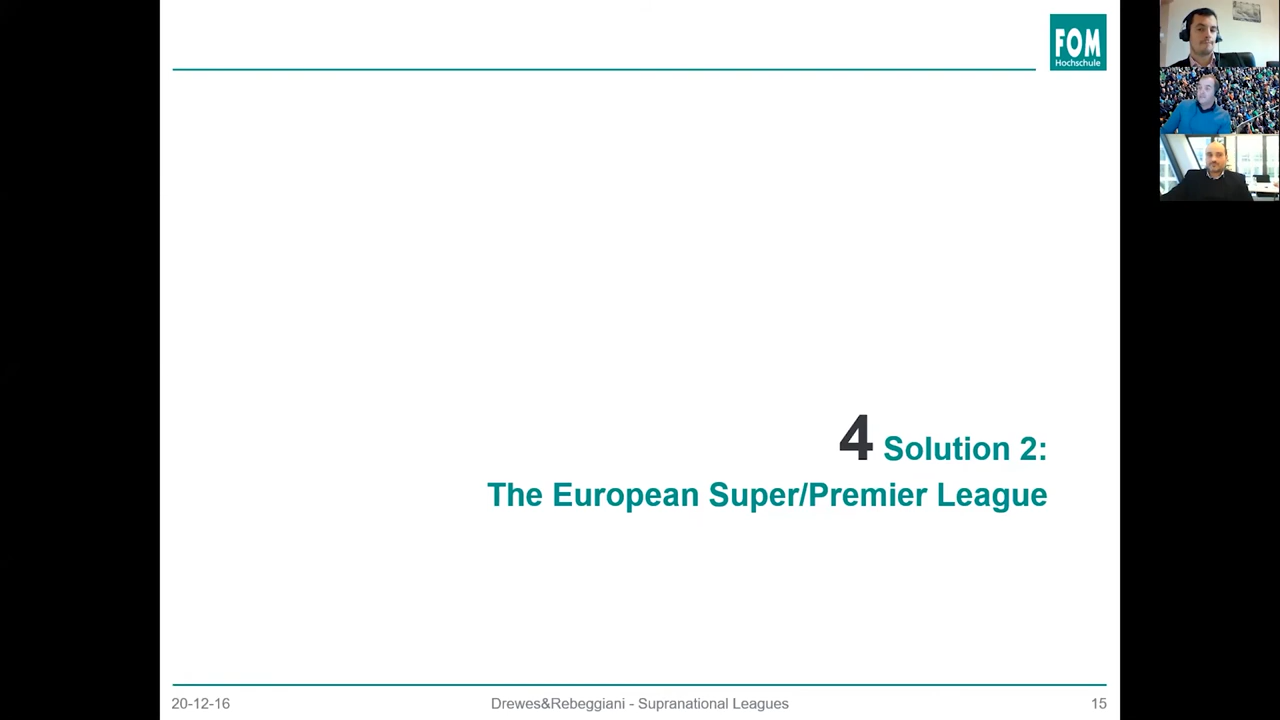 FOM
Hochschule
4 Solution 2:
The European Super/Premier League
20-12-16
Drewes&Rebeggiani - Supranational Leagues
15